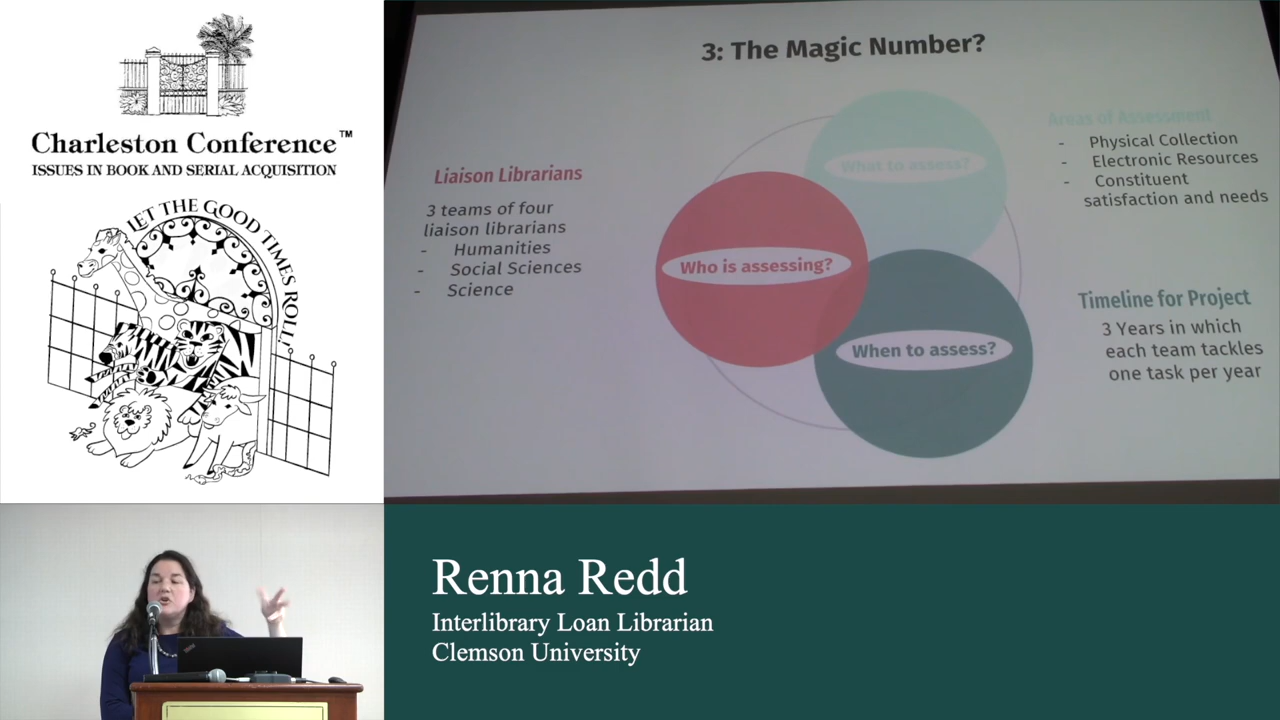 Charleston Conference™
ISSUES IN BOOK AND SERIAL ACQUISITION
LET THE GOOD TIMES ROLL!
3: The Magic Number?
Liaison Librarians
3 teams of four
liaison librarians
- Humanities
- Social Sciences
- Science
What to assess?
Who is assessing?
When to assess?
Areas of Assessment
- Physical Collection
- Electronic Resources
- Constituent
satisfaction and needs
Timeline for Project
3 Years in which
each team tackles
one task per year
Renna Redd
Interlibrary Loan Librarian
Clemson University